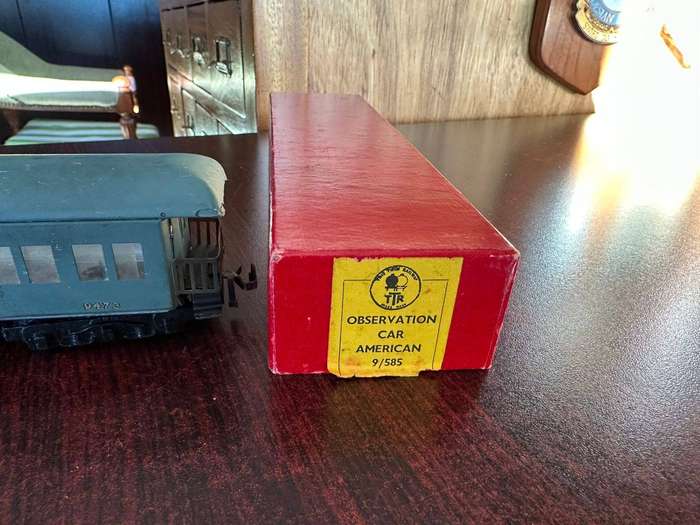 TTR
OBSERVATION
CAR
AMERICAN
9/585